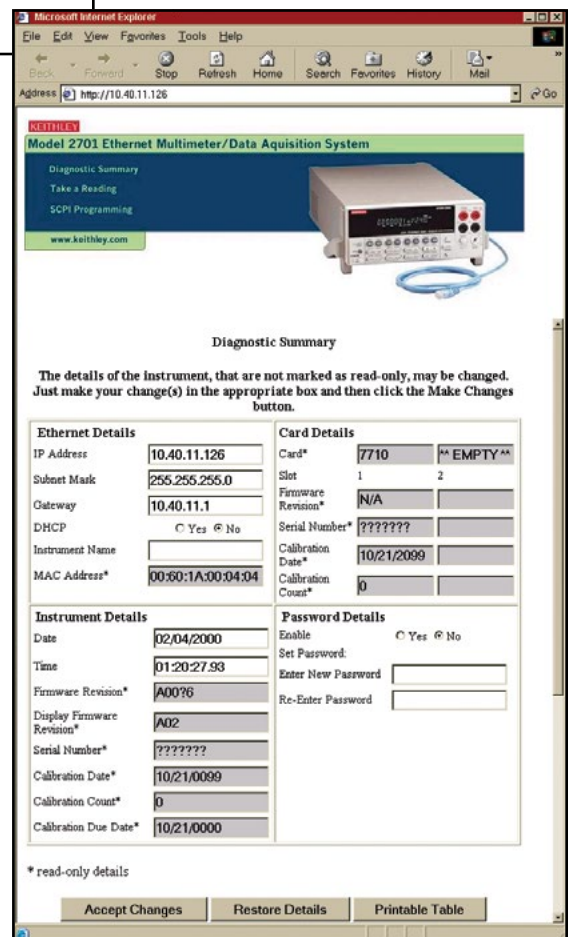 Microsoft Internet Explorer
File Edit View Favorites Tools Help
Back Forward Stop Refresh Home Search Favorites History Mail
Address http://10.40.11.126 Go
KEITHLEY
Model 2701 Ethernet Multimeter/Data Aquisition System
Diagnostic Summary
Take a Reading
SCPI Programming
www.keithley.com
Diagnostic Summary
The details of the instrument, that are not marked as read-only, may be changed.
Just make your change(s) in the appropriate box and then click the Make Changes
button.
Ethernet Details
IP Address 10.40.11.126
Subnet Mask 255.255.255.0
Gateway 10.40.11.1
DHCP Yes No
Instrument Name
MAC Address* 00:60:1A:00:04:04
Card Details
Card* 7710 ** EMPTY **
Slot 1 2
Firmware
Revision* N/A
Serial Number* ???????
Calibration
Date* 10/21/2099
Calibration
Count* 0
Instrument Details
Date 02/04/2000
Time 01:20:27.93
Firmware Revision* A00?6
Display Firmware
Revision* A02
Serial Number* ???????
Calibration Date* 10/21/0099
Calibration Count* 0
Calibration Due Date* 10/21/0000
Password Details
Enable Yes No
Set Password:
Enter New Password
Re-Enter Password
* read-only details
Accept Changes Restore Details Printable Table